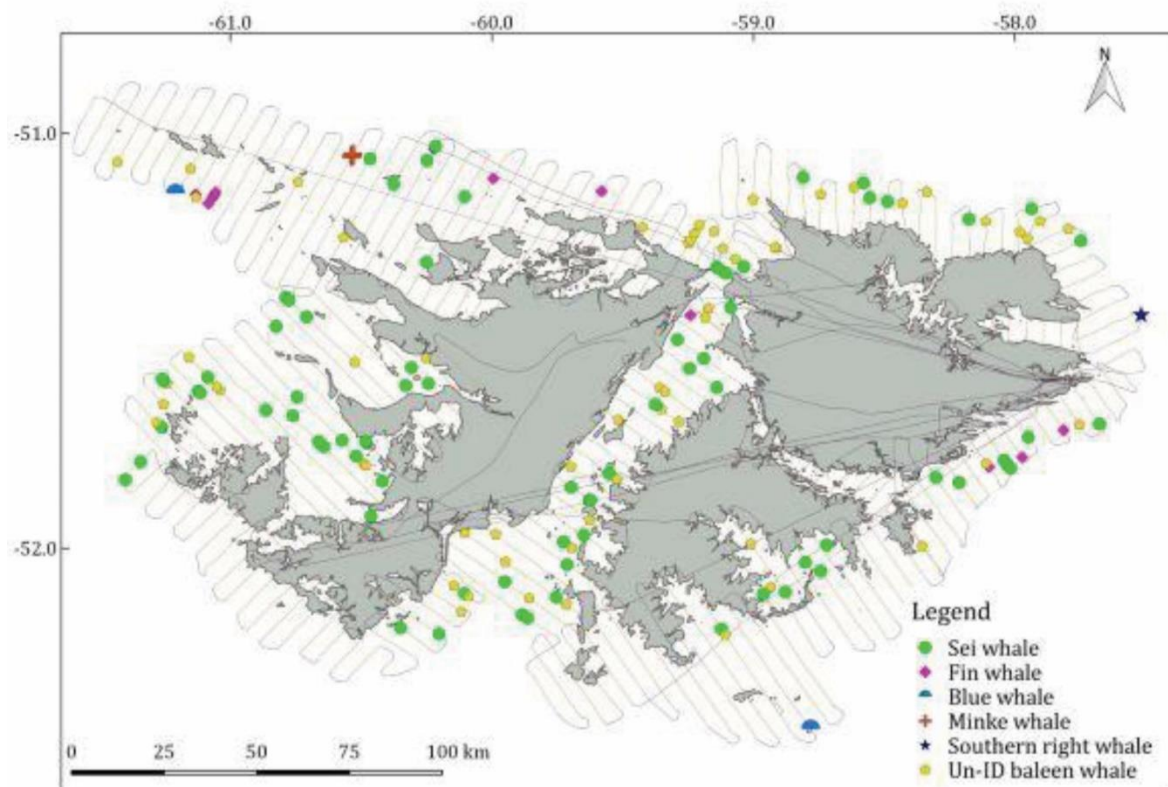 -61.0 -60.0 -59.0 -58.0
N
-51.0
-52.0
Legend
Sei whale
Fin whale
Blue whale
Minke whale
Southern right whale
Un-ID baleen whale
0 25 50 75 100 km